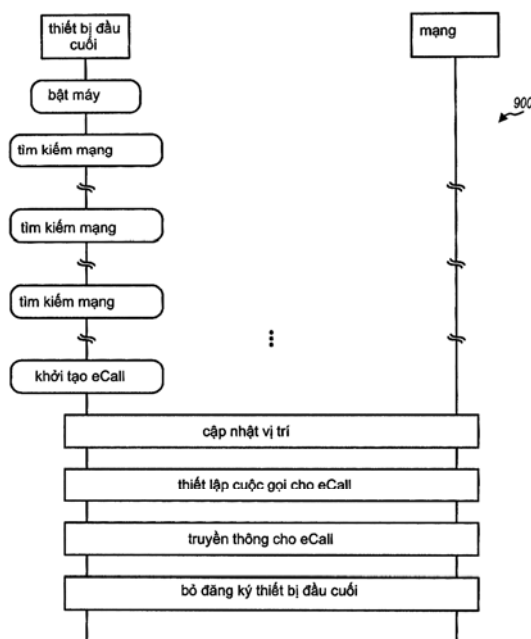 thiết bị đầu
cuối
mạng
900
bật máy
tìm kiếm mạng
tìm kiếm mạng
tìm kiếm mạng
khởi tạo eCall
cập nhật vị trí
thiết lập cuộc gọi cho eCall
truyền thông cho eCall
bỏ đăng ký thiết bị đầu cuối